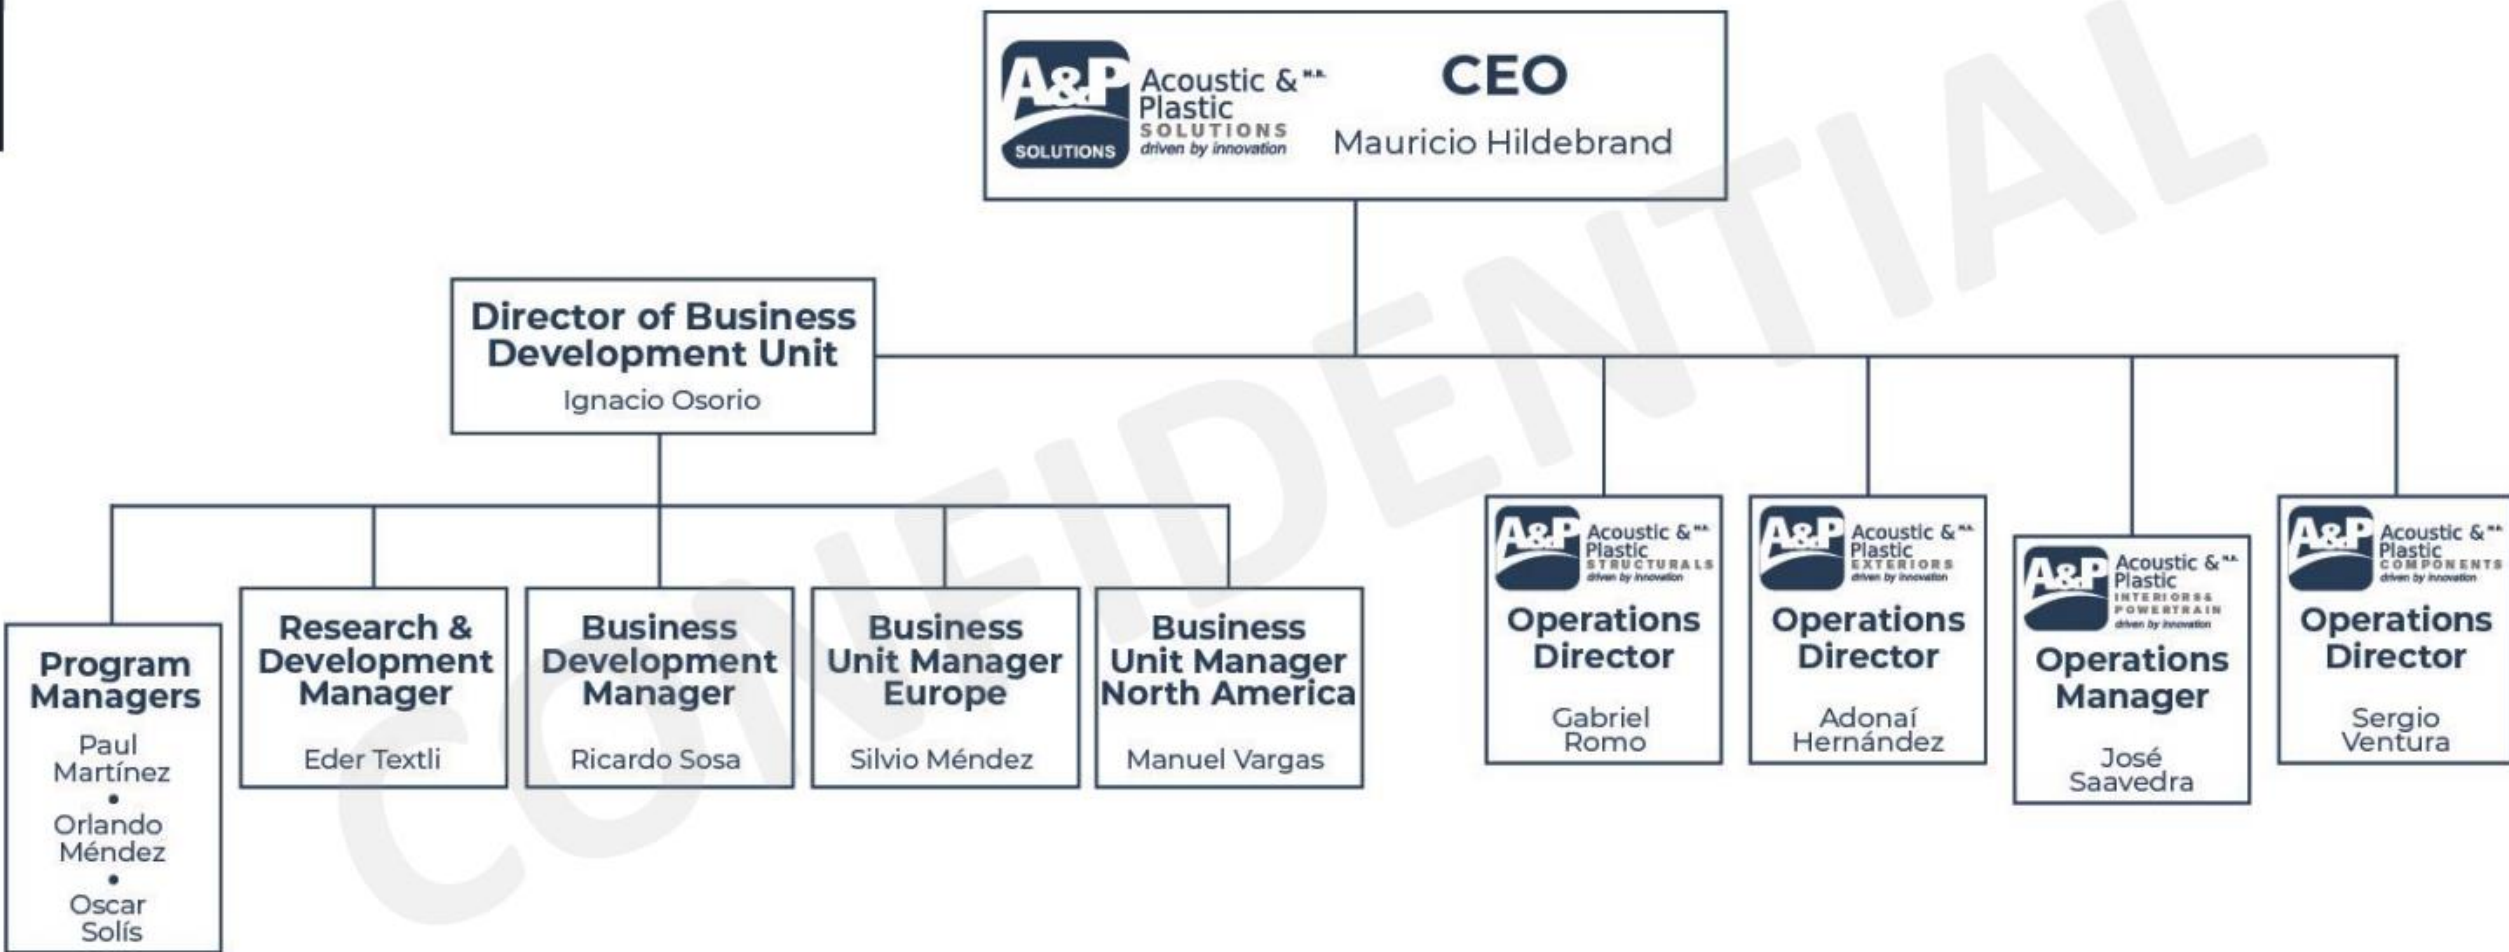 A&P
SOLUTIONS
Acoustic & M.R.
Plastic
SOLUTIONS
driven by innovation
CEO
Mauricio Hildebrand
Director of Business
Development Unit
Ignacio Osorio
Program
Managers
Paul
Martínez
•
Orlando
Méndez
•
Oscar
Solís
Research &
Development
Manager
Eder Textli
Business
Development
Manager
Ricardo Sosa
Business
Unit Manager
Europe
Silvio Méndez
Business
Unit Manager
North America
Manuel Vargas
A&P
Acoustic & M.R.
Plastic
STRUCTURALS
driven by innovation
Operations
Director
Gabriel
Romo
A&P
Acoustic & M.R.
Plastic
EXTERIORS
driven by innovation
Operations
Director
Adonaí
Hernández
A&P
Acoustic & M.R.
Plastic
INTERIORS &
POWERTRAIN
driven by innovation
Operations
Manager
José
Saavedra
A&P
Acoustic & M.R.
Plastic
COMPONENTS
driven by innovation
Operations
Director
Sergio
Ventura
CONFIDENTIAL